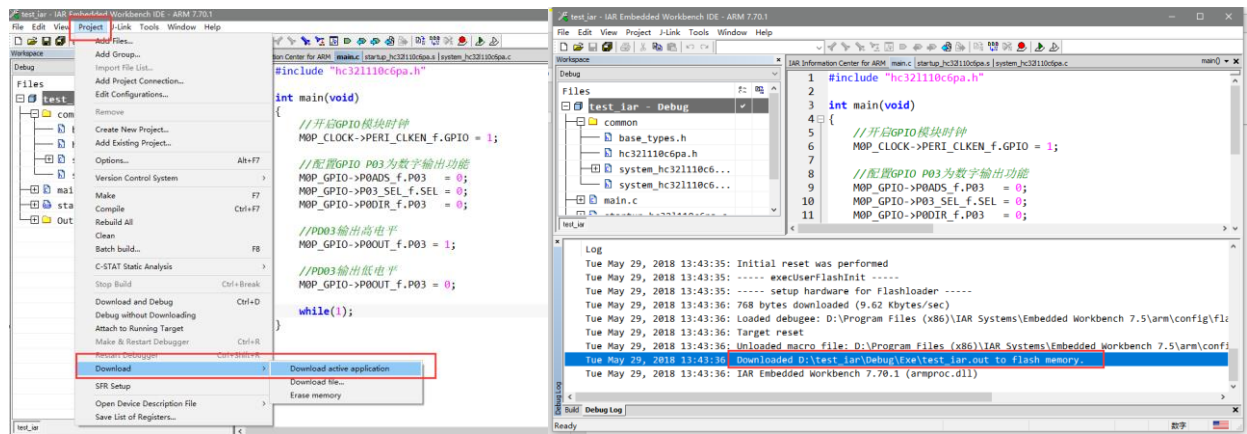 test_iar - IAR Embedded Workbench IDE - ARM 7.70.1
File Edit View Project J-Link Tools Window Help
Workspace
Debug
Files
test_
com
mai
sta
Out
test_iar
Add Files...
Add Group...
Import File List...
Add Project Connection...
Edit Configurations...
Remove
Create New Project...
Add Existing Project...
Options... Alt+F7
Version Control System
Make F7
Compile Ctrl+F7
Rebuild All
Clean
Batch build... F8
C-STAT Static Analysis
Stop Build Ctrl+Break
Download and Debug Ctrl+D
Debug without Downloading
Attach to Running Target
Make & Restart Debugger Ctrl+R
Restart Debugger Ctrl+Shift+R
Download
SFR Setup
Open Device Description File
Save List of Registers...
Download active application
Download file...
Erase memory
tion Center for ARM main.c startup_hc32l110c6pa.s system_hc32l110c6pa.c
#include "hc32l110c6pa.h"
int main(void)
{
//开启GPIO模块时钟
M0P_CLOCK->PERI_CLKEN_f.GPIO = 1;
//配置GPIO P03为数字输出功能
M0P_GPIO->P0ADS_f.P03 = 0;
M0P_GPIO->P03_SEL_f.SEL = 0;
M0P_GPIO->P0DIR_f.P03 = 0;
//PD03输出高电平
M0P_GPIO->P0OUT_f.P03 = 1;
//PD03输出低电平
M0P_GPIO->P0OUT_f.P03 = 0;
while(1);
}
test_iar - IAR Embedded Workbench IDE - ARM 7.70.1
File Edit View Project J-Link Tools Window Help
Workspace
Debug
Files
test_iar - Debug
common
base_types.h
hc32l110c6pa.h
system_hc32l110c6...
system_hc32l110c6...
main.c
test_iar
IAR Information Center for ARM main.c startup_hc32l110c6pa.s system_hc32l110c6pa.c main()
1 #include "hc32l110c6pa.h"
2
3 int main(void)
4 {
5 //开启GPIO模块时钟
6 M0P_CLOCK->PERI_CLKEN_f.GPIO = 1;
7
8 //配置GPIO P03为数字输出功能
9 M0P_GPIO->P0ADS_f.P03 = 0;
10 M0P_GPIO->P03_SEL_f.SEL = 0;
11 M0P_GPIO->P0DIR_f.P03 = 0;
Log
Tue May 29, 2018 13:43:35: Initial reset was performed
Tue May 29, 2018 13:43:35: ----- execUserFlashInit -----
Tue May 29, 2018 13:43:35: ----- setup hardware for Flashloader -----
Tue May 29, 2018 13:43:36: 768 bytes downloaded (9.62 Kbytes/sec)
Tue May 29, 2018 13:43:36: Loaded debugee: D:\Program Files (x86)\IAR Systems\Embedded Workbench 7.5\arm\config\fla
Tue May 29, 2018 13:43:36: Target reset
Tue May 29, 2018 13:43:36: Unloaded macro file: D:\Program Files (x86)\IAR Systems\Embedded Workbench 7.5\arm\confi
Tue May 29, 2018 13:43:36: Downloaded D:\test_iar\Debug\Exe\test_iar.out to flash memory.
Tue May 29, 2018 13:43:36: IAR Embedded Workbench 7.70.1 (armproc.dll)
Debug Log
Build Debug Log
Ready 数字